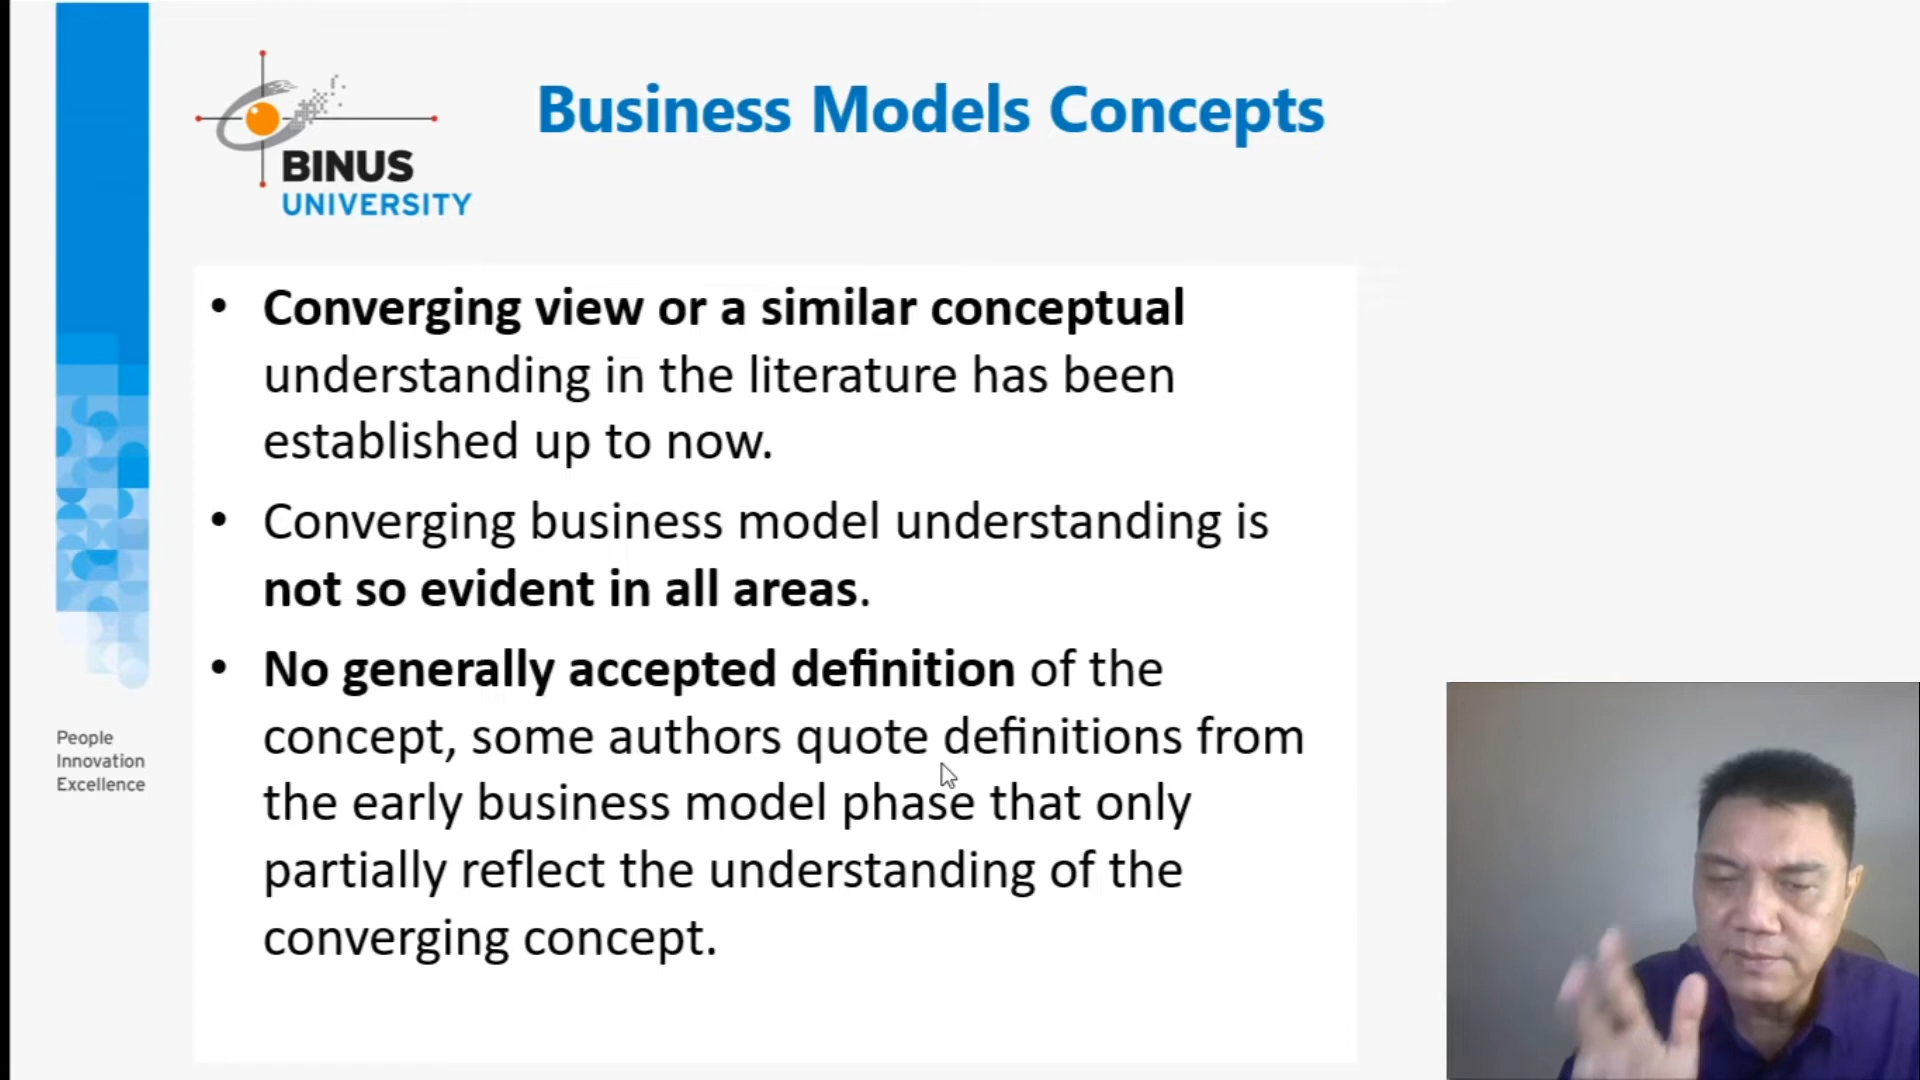 BINUS
UNIVERSITY
Business Models Concepts
• Converging view or a similar conceptual
understanding in the literature has been
established up to now.
• Converging business model understanding is
not so evident in all areas.
• No generally accepted definition of the
concept, some authors quote definitions from
the early business model phase that only
partially reflect the understanding of the
converging concept.
People
Innovation
Excellence